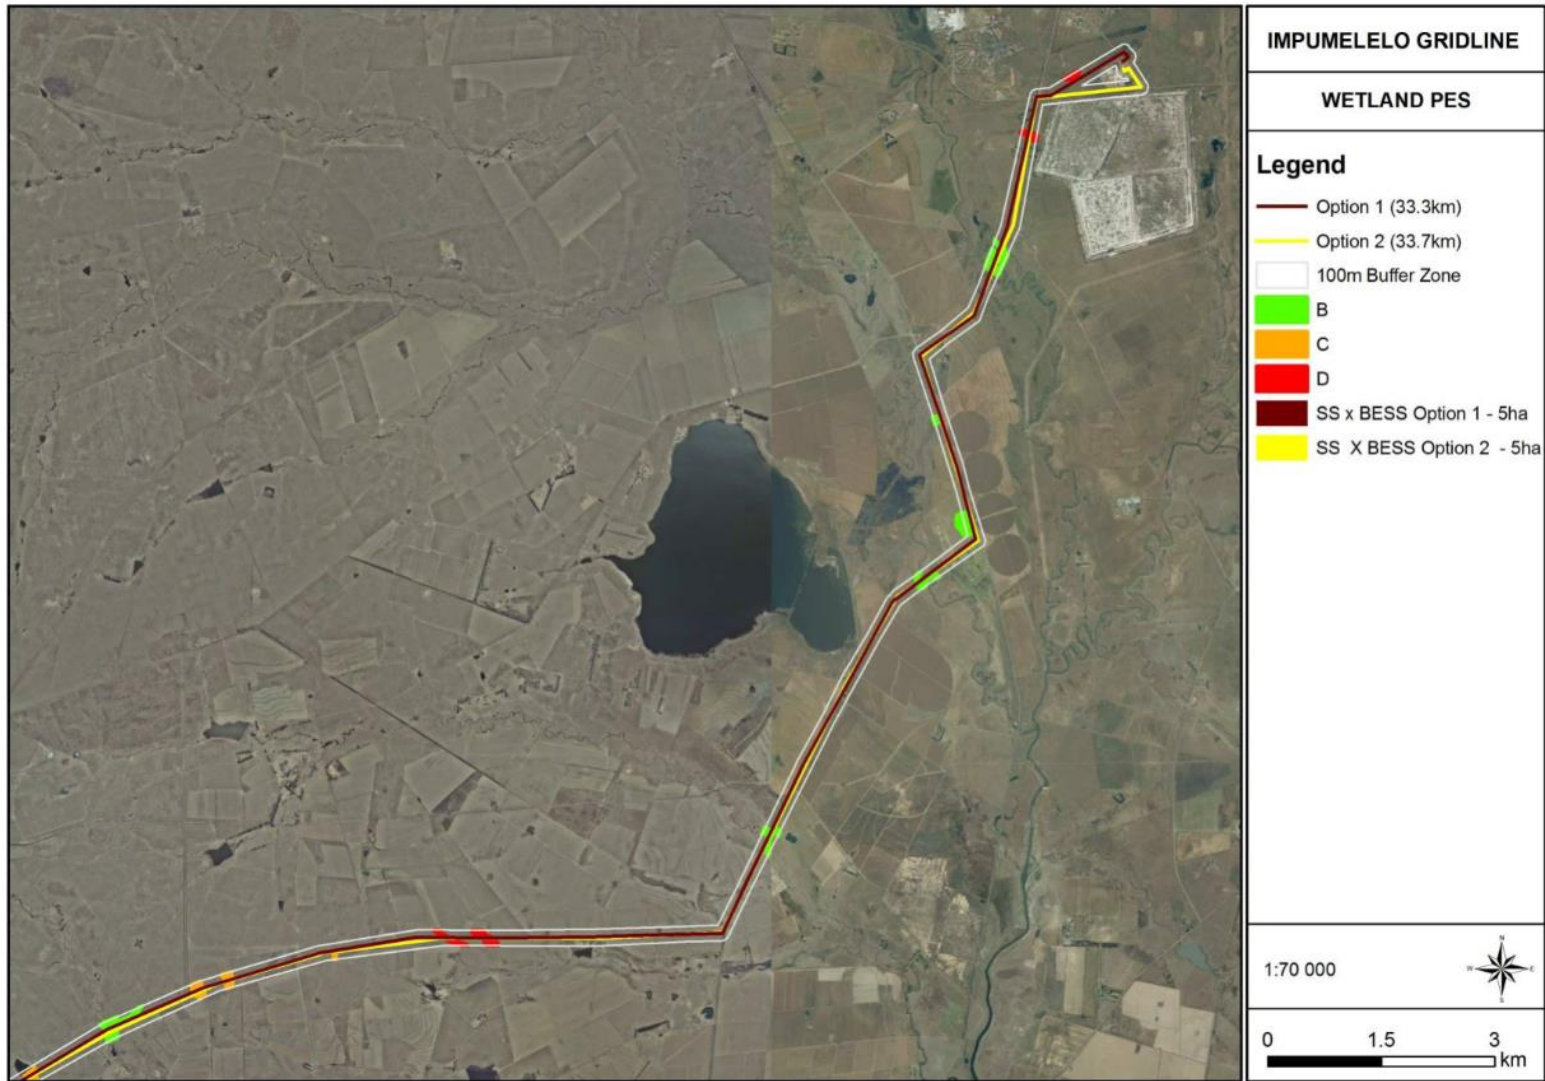 IMPUMELELO GRIDLINE
WETLAND PES
Legend
Option 1 (33.3km)
Option 2 (33.7km)
100m Buffer Zone
B
C
D
SS x BESS Option 1 - 5ha
SS X BESS Option 2 - 5ha
N
W E
S
1:70 000
0 1.5 3
km